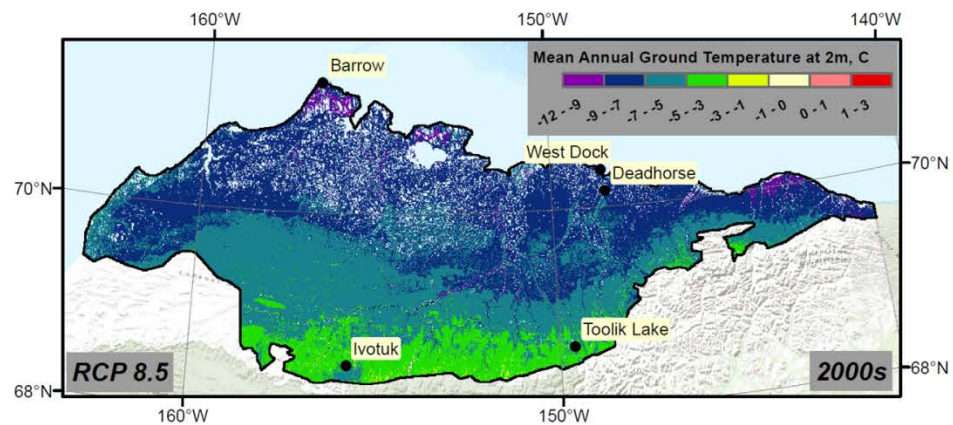 160°W 150°W 140°W
Mean Annual Ground Temperature at 2m, C
-12 - -9 -9 - -7 -7 - -5 -5 - -3 -3 - -1 -1 - 0 0 - 1 1 - 3
Barrow
West Dock
70°N
Deadhorse
70°N
Toolik Lake
Ivotuk
RCP 8.5 2000s
68°N 68°N
160°W 150°W